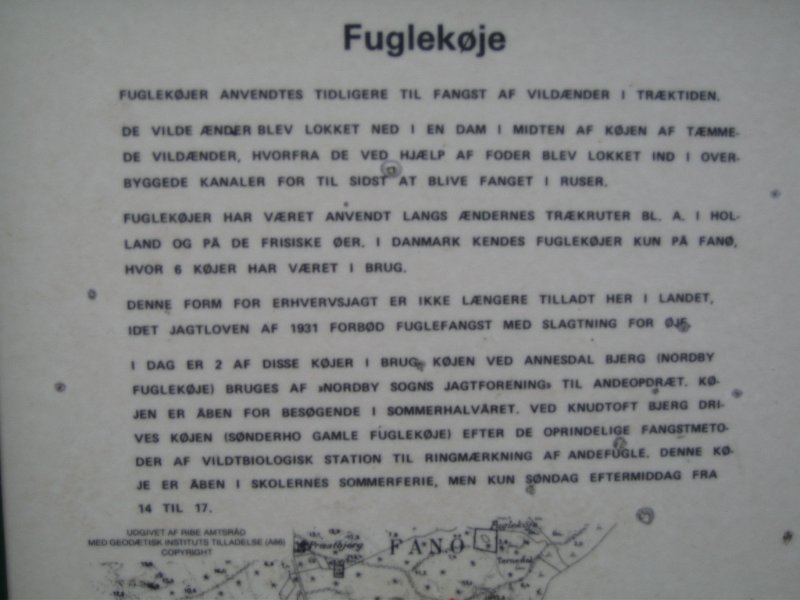 Fuglekøje
FUGLEKØJER ANVENDTES TIDLIGERE TIL FANGST AF VILDÆNDER I TRÆKTIDEN.
DE VILDE ÆNDER BLEV LOKKET NED I EN DAM I MIDTEN AF KØJEN AF TÆMME-
DE VILDÆNDER, HVORFRA DE VED HJÆLP AF FODER BLEV LOKKET IND I OVER-
BYGGEDE KANALER FOR TIL SIDST AT BLIVE FANGET I RUSER.
FUGLEKØJER HAR VÆRET ANVENDT LANGS ÆNDERNES TRÆKRUTER BL. A. I HOL-
LAND OG PÅ DE FRISISKE ØER. I DANMARK KENDES FUGLEKØJER KUN PÅ FANØ,
HVOR 6 KØJER HAR VÆRET I BRUG.
DENNE FORM FOR ERHVERVSJAGT ER IKKE LÆNGERE TILLADT HER I LANDET,
IDET JAGTLOVEN AF 1931 FORBØD FUGLEFANGST MED SLAGTNING FOR ØJE.
I DAG ER 2 AF DISSE KØJER I BRUG. KØJEN VED ANNESDAL BJERG (NORDBY
FUGLEKØJE) BRUGES AF »NORDBY SOGNS JAGTFORENING» TIL ANDEOPDRÆT. KØ-
JEN ER ÅBEN FOR BESØGENDE I SOMMERHALVÅRET. VED KNUDTOFT BJERG DRI-
VES KØJEN (SØNDERHO GAMLE FUGLEKØJE) EFTER DE OPRINDELIGE FANGSTMETO-
DER AF VILDTBIOLOGISK STATION TIL RINGMÆRKNING AF ANDEFUGLE. DENNE KØ-
JE ER ÅBEN I SKOLERNES SOMMERFERIE, MEN KUN SØNDAG EFTERMIDDAG FRA
14 TIL 17.
UDGIVET AF RIBE AMTSRÅD
MED GEODÆTISK INSTITUTS TILLADELSE (A86)
COPYRIGHT
Fuglekøje
FANÖ